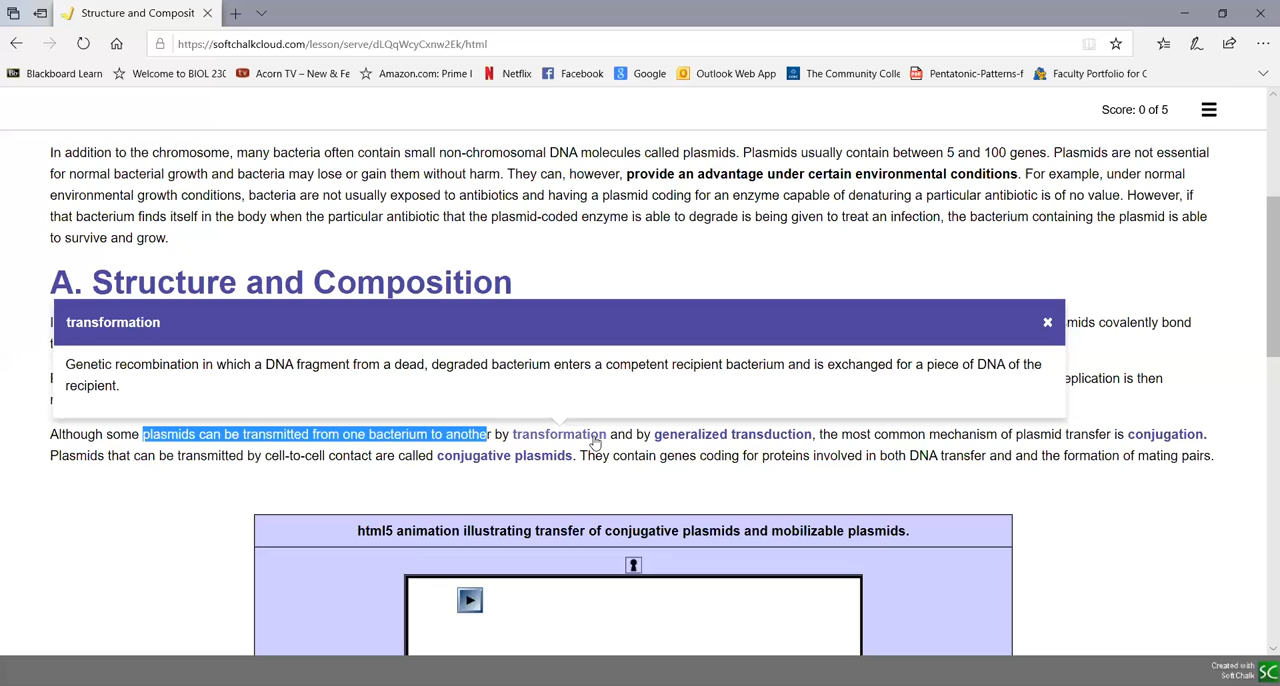 Structure and Composit
https://softchalkcloud.com/lesson/serve/dLQqWcyCxnw2Ek/html
Bb Blackboard Learn Welcome to BIOL 230 Acorn TV – New & Fe Amazon.com: Prime I Netflix Facebook Google Outlook Web App The Community Colle Pentatonic-Patterns-f Faculty Portfolio for C
Score: 0 of 5
In addition to the chromosome, many bacteria often contain small non-chromosomal DNA molecules called plasmids. Plasmids usually contain between 5 and 100 genes. Plasmids are not essential
for normal bacterial growth and bacteria may lose or gain them without harm. They can, however, provide an advantage under certain environmental conditions. For example, under normal
environmental growth conditions, bacteria are not usually exposed to antibiotics and having a plasmid coding for an enzyme capable of denaturing a particular antibiotic is of no value. However, if
that bacterium finds itself in the body when the particular antibiotic that the plasmid-coded enzyme is able to degrade is being given to treat an infection, the bacterium containing the plasmid is able
to survive and grow.
A. Structure and Composition
transformation
smids covalently bond
Genetic recombination in which a DNA fragment from a dead, degraded bacterium enters a competent recipient bacterium and is exchanged for a piece of DNA of the
recipient.
eplication is then
Although some plasmids can be transmitted from one bacterium to another by transformation and by generalized transduction, the most common mechanism of plasmid transfer is conjugation.
Plasmids that can be transmitted by cell-to-cell contact are called conjugative plasmids. They contain genes coding for proteins involved in both DNA transfer and and the formation of mating pairs.
html5 animation illustrating transfer of conjugative plasmids and mobilizable plasmids.
Created with
SoftChalk
SC